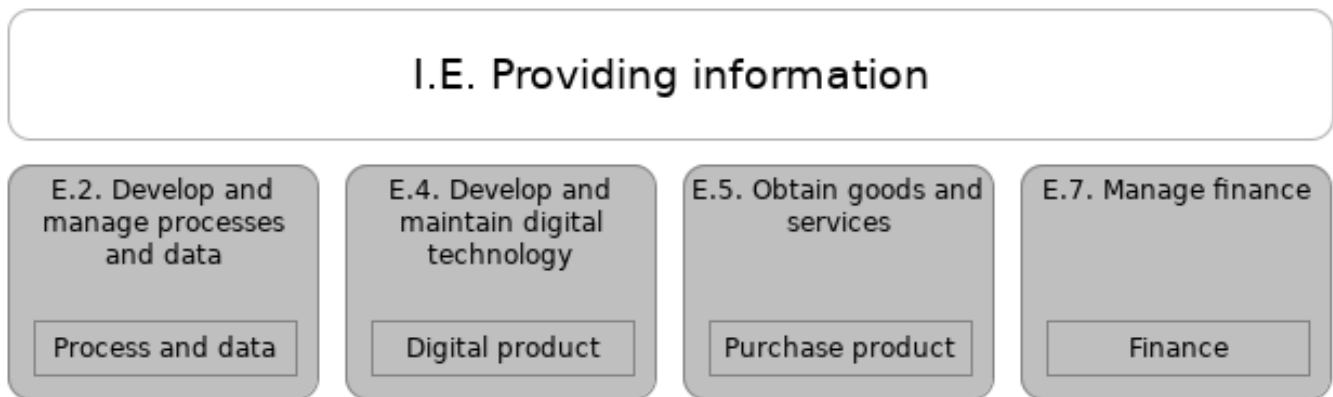 I.E. Providing information
E.2. Develop and
manage processes
and data
Process and data
E.4. Develop and
maintain digital
technology
Digital product
E.5. Obtain goods and
services
Purchase product
E.7. Manage finance
Finance